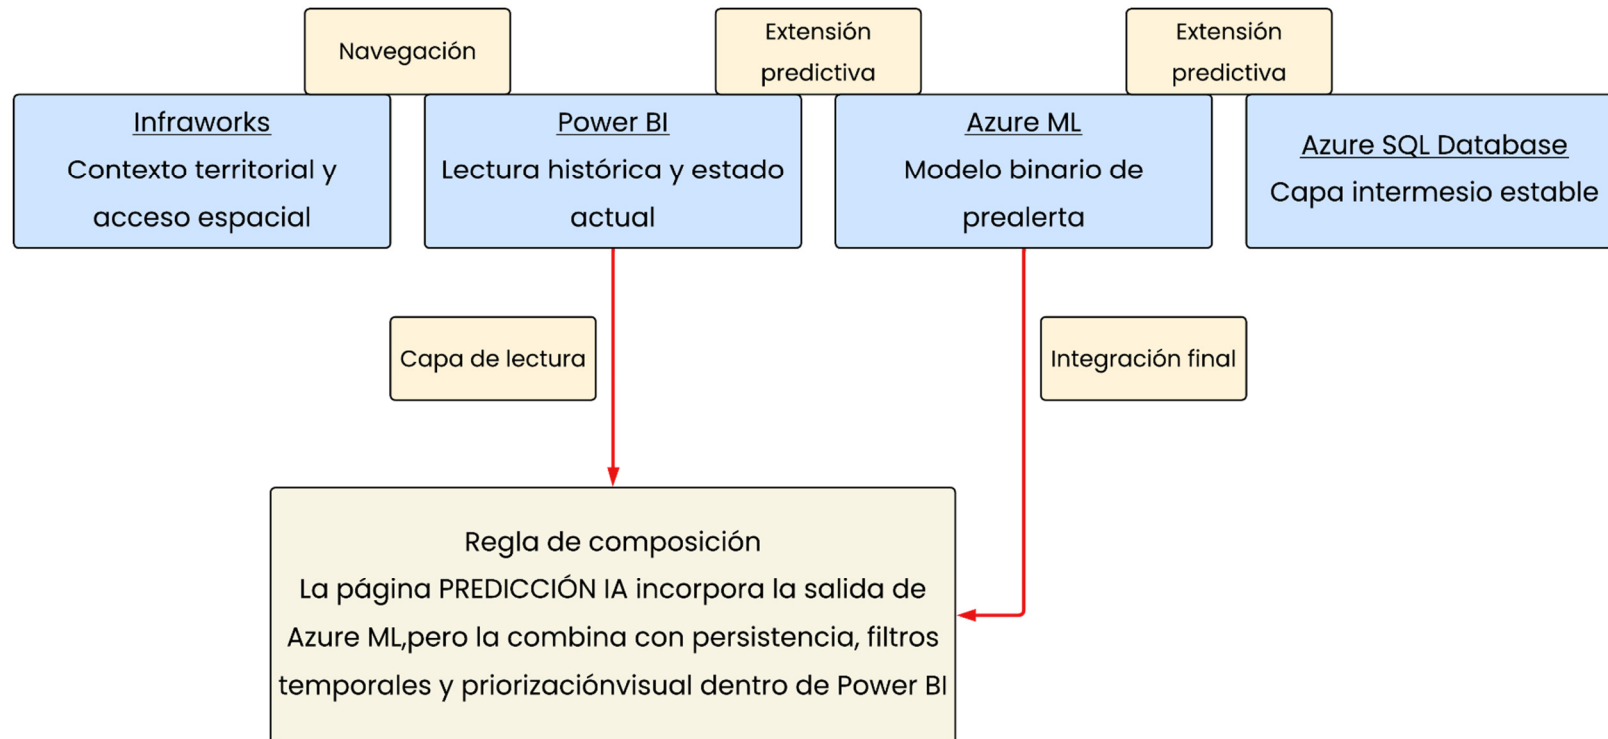 Navegación
Extensión
predictiva
Extensión
predictiva
Infraworks
Contexto territorial y
acceso espacial
Power BI
Lectura histórica y estado
actual
Azure ML
Modelo binario de
prealerta
Azure SQL Database
Capa intermesio estable
Capa de lectura
Integración final
Regla de composición
La página PREDICCIÓN IA incorpora la salida de
Azure ML,pero la combina con persistencia, filtros
temporales y priorizaciónvisual dentro de Power BI